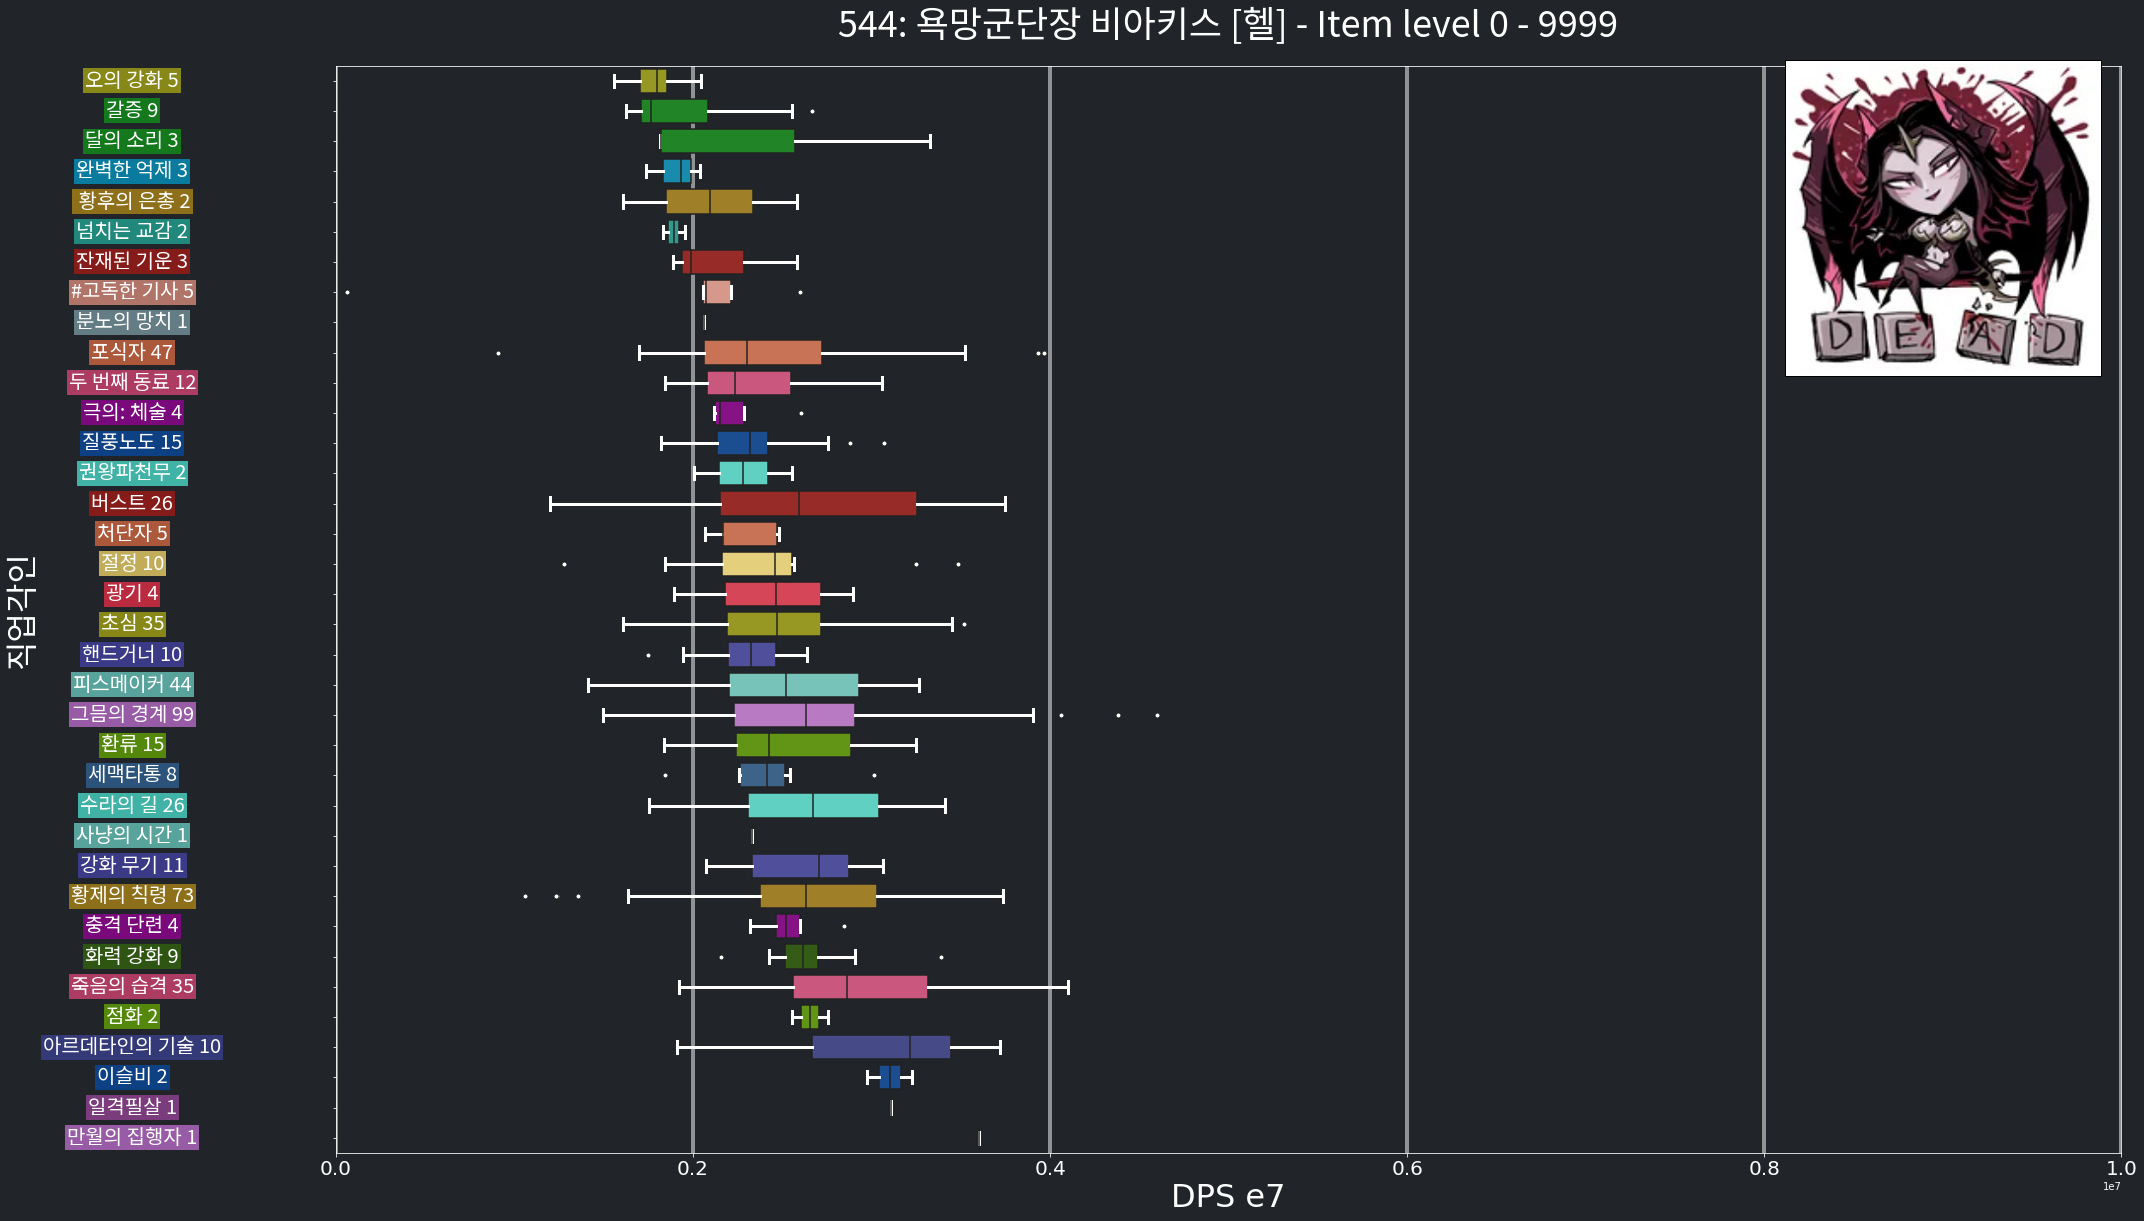 544: 욕망군단장 비아키스 [헬] - Item level 0 - 9999
오의 강화 5
갈증 9
달의 소리 3
완벽한 억제 3
황후의 은총 2
넘치는 교감 2
잔재된 기운 3
#고독한 기사 5
분노의 망치 1
포식자 47
두 번째 동료 12
극의: 체술 4
질풍노도 15
권왕파천무 2
버스트 26
처단자 5
절정 10
광기 4
초심 35
핸드거너 10
피스메이커 44
그믐의 경계 99
환류 15
세맥타통 8
수라의 길 26
사냥의 시간 1
강화 무기 11
황제의 칙령 73
충격 단련 4
화력 강화 9
죽음의 습격 35
점화 2
아르데타인의 기술 10
이슬비 2
일격필살 1
만월의 집행자 1
직업각인
DEAD
0.0 0.2 0.4 0.6 0.8 1.0
1e7
DPS e7